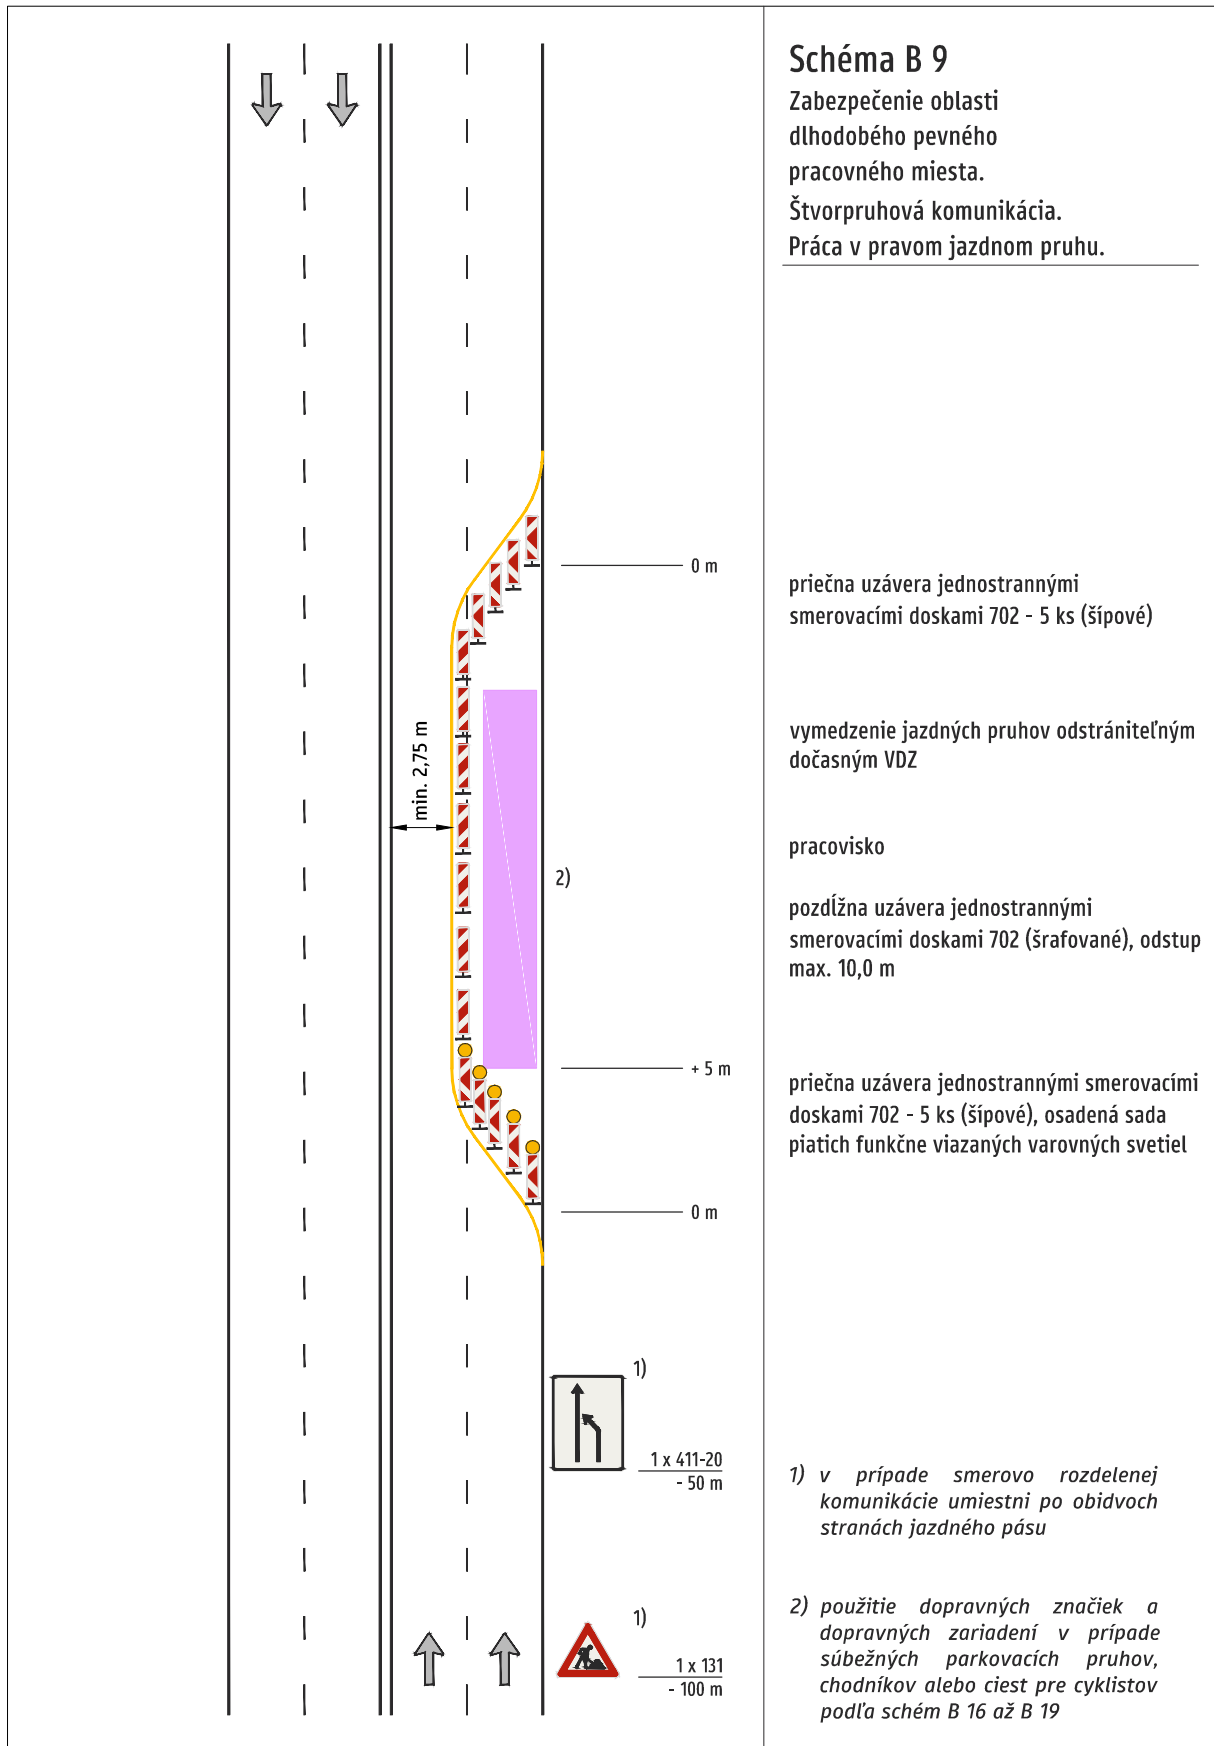 Schéma B 9
Zabezpečenie oblasti
dlhodobého pevného
pracovného miesta.
Štvorpruhová komunikácia.
Práca v pravom jazdnom pruhu.
0 m
priečna uzávera jednostrannými
smerovacími doskami 702 - 5 ks (šípové)
vymedzenie jazdných pruhov odstrániteľným
dočasným VDZ
min. 2,75 m
pracovisko
2)
pozdĺžna uzávera jednostrannými
smerovacími doskami 702 (šrafované), odstup
max. 10,0 m
+ 5 m
priečna uzávera jednostrannými smerovacími
doskami 702 - 5 ks (šípové), osadená sada
piatich funkčne viazaných varovných svetiel
0 m
1)
1 x 411-20
- 50 m
1) v prípade smerovo rozdelenej
komunikácie umiestni po obidvoch
stranách jazdného pásu
1)
1 x 131
- 100 m
2) použitie dopravných značiek a
dopravných zariadení v prípade
súbežných parkovacích pruhov,
chodníkov alebo ciest pre cyklistov
podľa schém B 16 až B 19